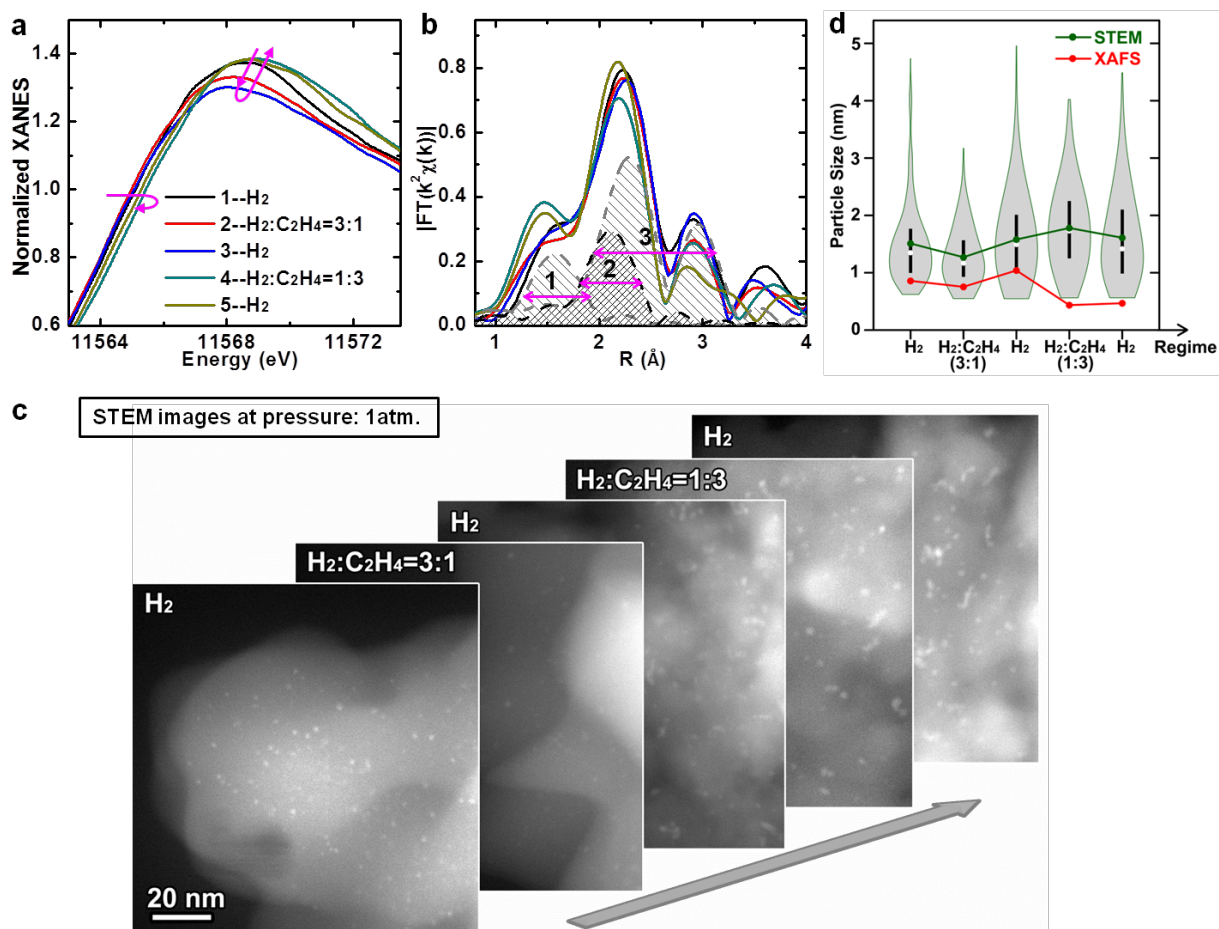 a
Normalized XANES
1.4
1.2
1.0
0.8
0.6
1--H₂
2--H₂:C₂H₄=3:1
3--H₂
4--H₂:C₂H₄=1:3
5--H₂
11564
11568
11572
Energy (eV)
b
|FT(k²χ(k))|
0.8
0.6
0.4
0.2
0.0
1
2
3
1
2
3
4
R (Å)
d
STEM
XAFS
Particle Size (nm)
5
4
3
2
1
0
H₂
H₂:C₂H₄
(3:1)
H₂
H₂:C₂H₄
(1:3)
H₂
Regime
c
STEM images at pressure: 1atm.
H₂
H₂:C₂H₄=1:3
H₂
H₂:C₂H₄=3:1
H₂
20 nm